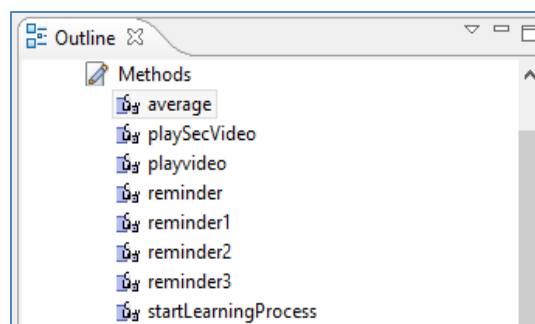 Outline
Methods
average
playSecVideo
playvideo
reminder
reminder1
reminder2
reminder3
startLearningProcess